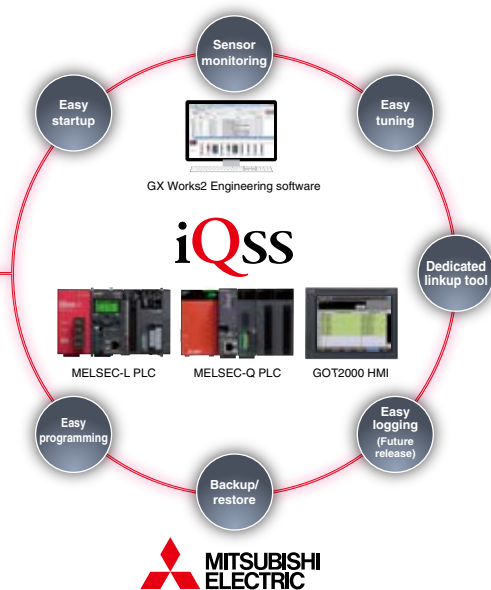 Sensor
monitoring
Easy
startup
Easy
tuning
GX Works2 Engineering software
iQss
Dedicated
linkup tool
MELSEC-L PLC
MELSEC-Q PLC
GOT2000 HMI
Easy
programming
Easy
logging
(Future
release)
Backup/
restore
MITSUBISHI
ELECTRIC